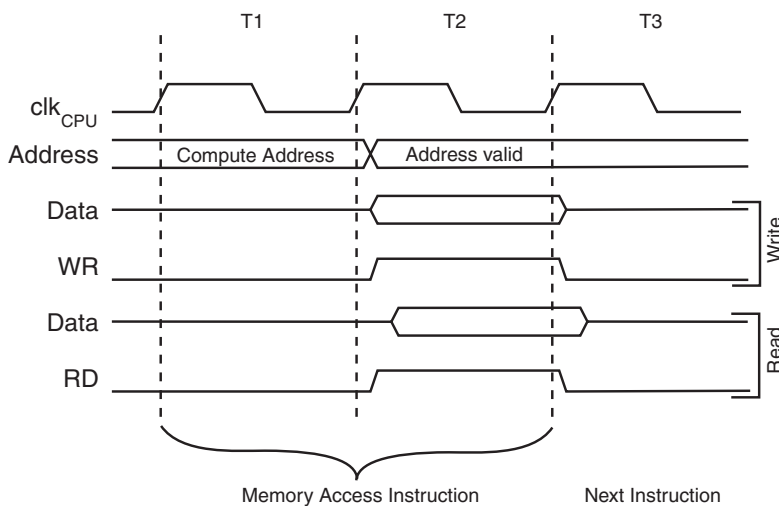 T1 T2 T3
clkCPU
Address Compute Address Address valid
Data
WR
Write
Data
RD
Read
Memory Access Instruction Next Instruction